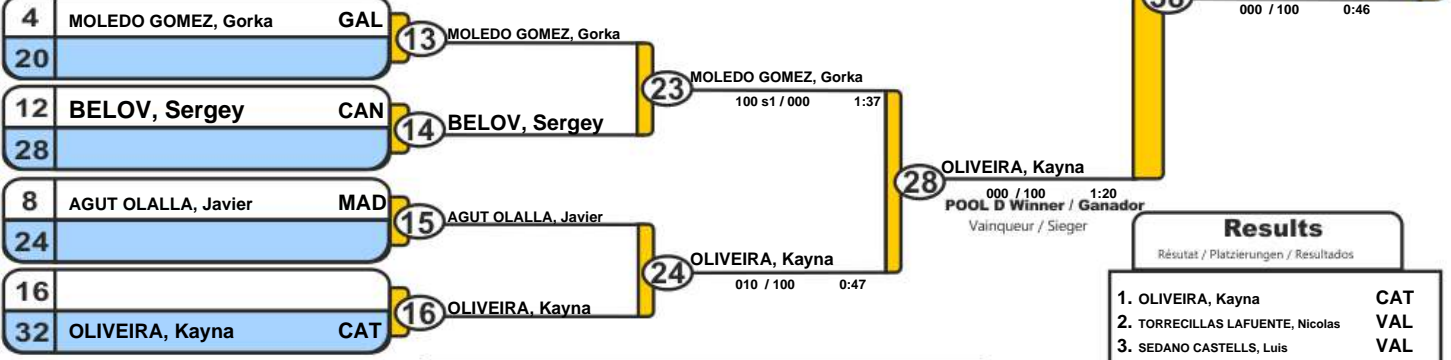 4 MOLEDO GOMEZ, Gorka GAL
20
12 BELOV, Sergey CAN
28
8 AGUT OLALLA, Javier MAD
24
16
32 OLIVEIRA, Kayna CAT
13 MOLEDO GOMEZ, Gorka
14 BELOV, Sergey
15 AGUT OLALLA, Javier
16 OLIVEIRA, Kayna
23 MOLEDO GOMEZ, Gorka
100 s1 / 000 1:37
24 OLIVEIRA, Kayna
010 / 100 0:47
28 OLIVEIRA, Kayna
000 / 100 1:20
POOL D Winner / Ganador
Vainqueur / Sieger
000 / 100 0:46
Results
Résutat / Platzierungen / Resultados
1. OLIVEIRA, Kayna CAT
2. TORRECILLAS LAFUENTE, Nicolas VAL
3. SEDANO CASTELLS, Luis VAL